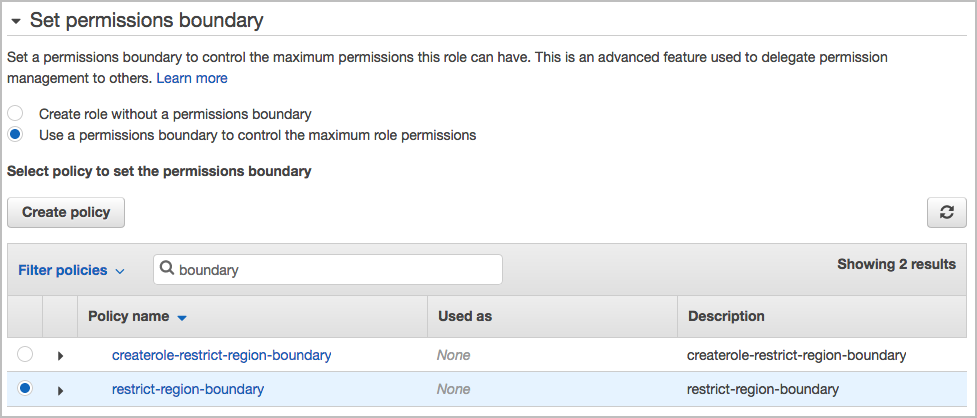 Set permissions boundary
Set a permissions boundary to control the maximum permissions this role can have. This is an advanced feature used to delegate permission
management to others. Learn more
Create role without a permissions boundary
Use a permissions boundary to control the maximum role permissions
Select policy to set the permissions boundary
Create policy
Filter policies boundary Showing 2 results
Policy name Used as Description
createrole-restrict-region-boundary None createrole-restrict-region-boundary
restrict-region-boundary None restrict-region-boundary